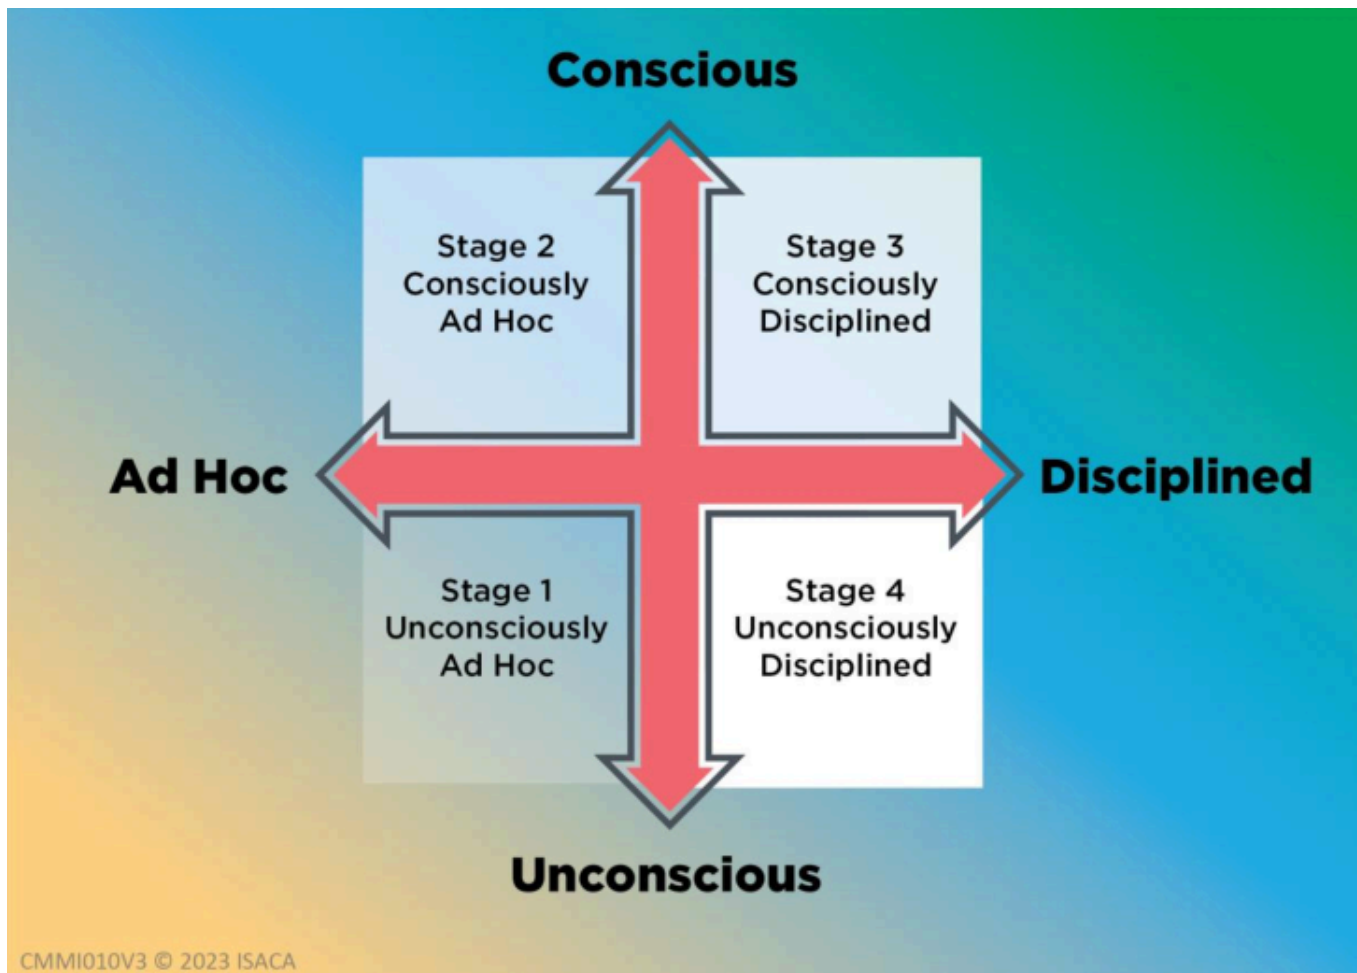 Conscious
Stage 2
Consciously
Ad Hoc
Stage 3
Consciously
Disciplined
Ad Hoc
Disciplined
Stage 1
Unconsciously
Ad Hoc
Stage 4
Unconsciously
Disciplined
Unconscious
CMMI010V3 © 2023 ISACA